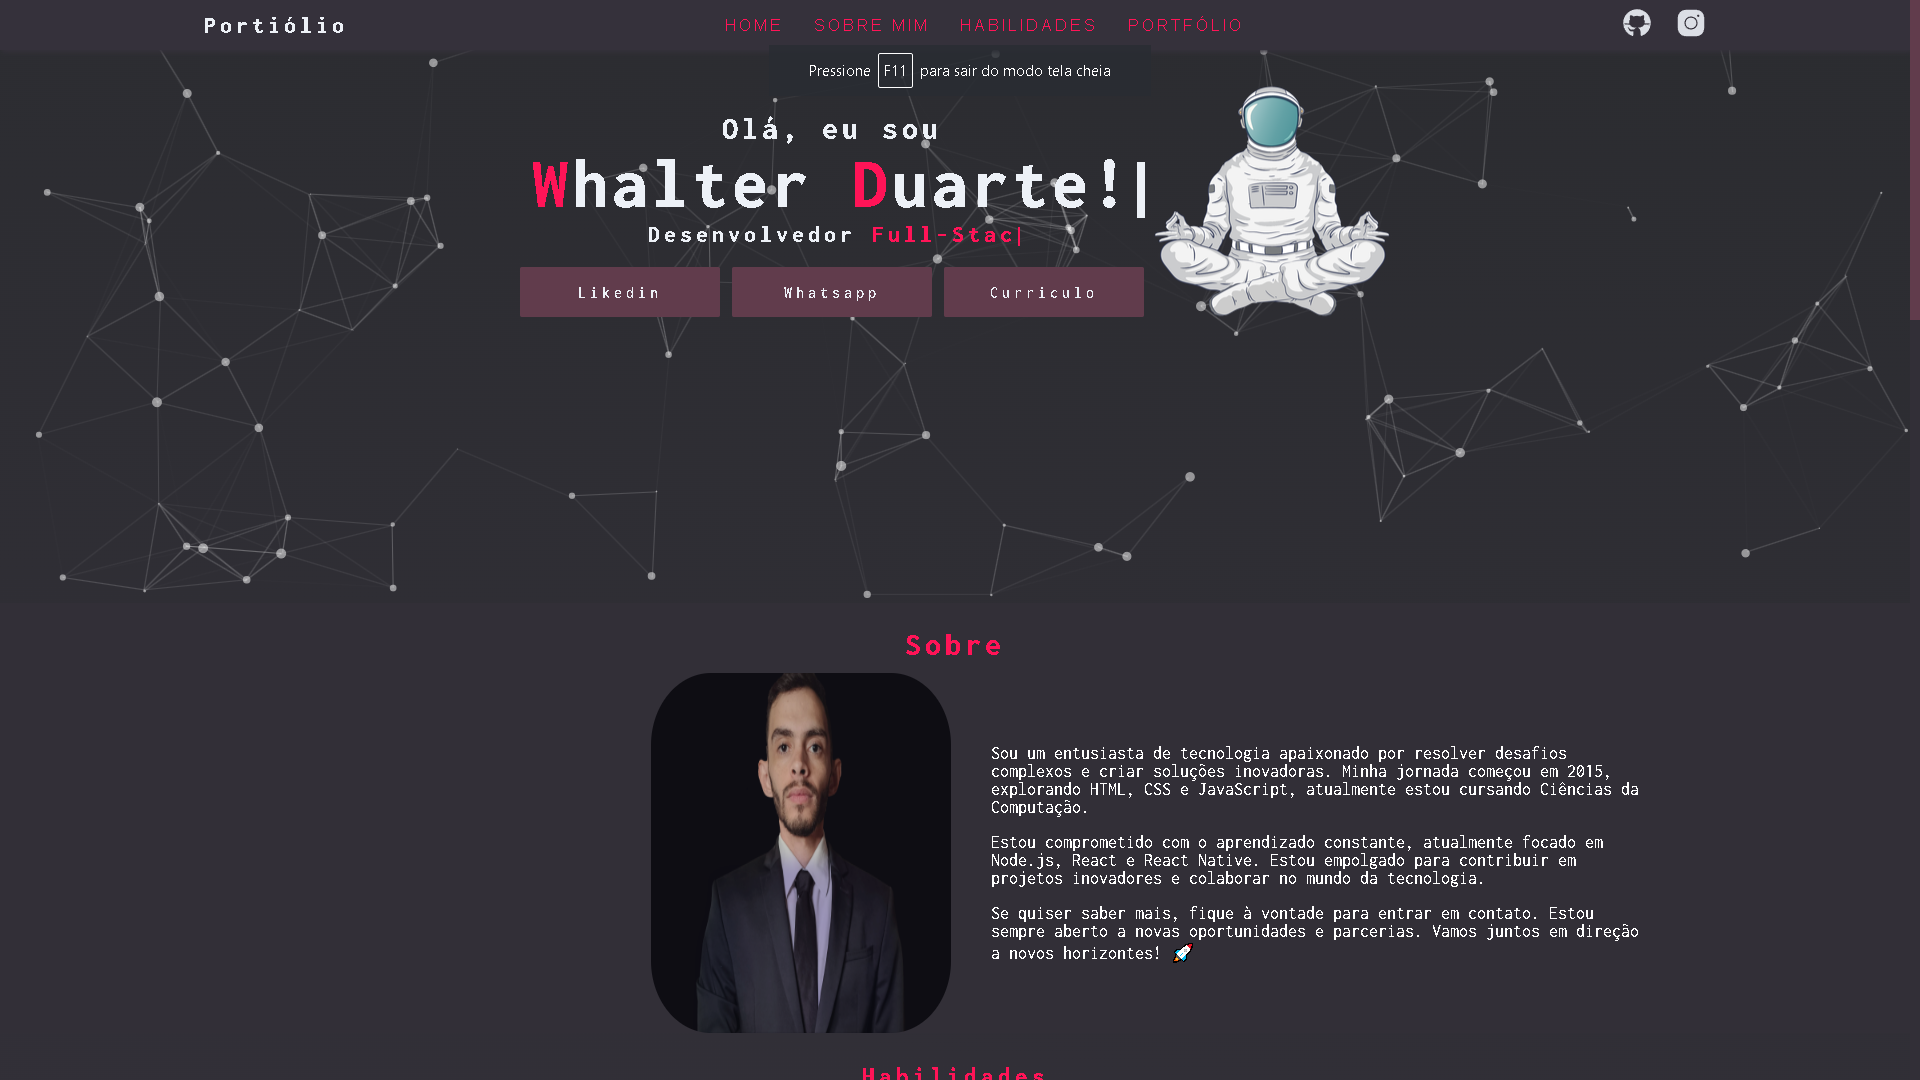 Portiólio
HOME SOBRE MIM HABILIDADES PORTFÓLIO
Pressione F11 para sair do modo tela cheia
Olá, eu sou
Whalter Duarte!|
Desenvolvedor Full-Stac|
Likedin Whatsapp Curriculo
Sobre
Sou um entusiasta de tecnologia apaixonado por resolver desafios
complexos e criar soluções inovadoras. Minha jornada começou em 2015,
explorando HTML, CSS e JavaScript, atualmente estou cursando Ciências da
Computação.
Estou comprometido com o aprendizado constante, atualmente focado em
Node.js, React e React Native. Estou empolgado para contribuir em
projetos inovadores e colaborar no mundo da tecnologia.
Se quiser saber mais, fique à vontade para entrar em contato. Estou
sempre aberto a novas oportunidades e parcerias. Vamos juntos em direção
a novos horizontes! 🚀
Habilidades